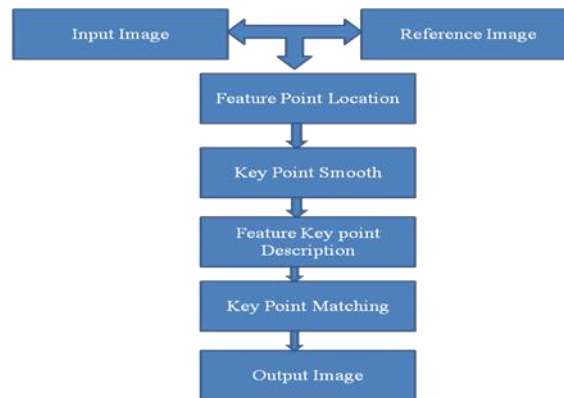 Input Image
Reference Image
Feature Point Location
Key Point Smooth
Feature Key point
Description
Key Point Matching
Output Image